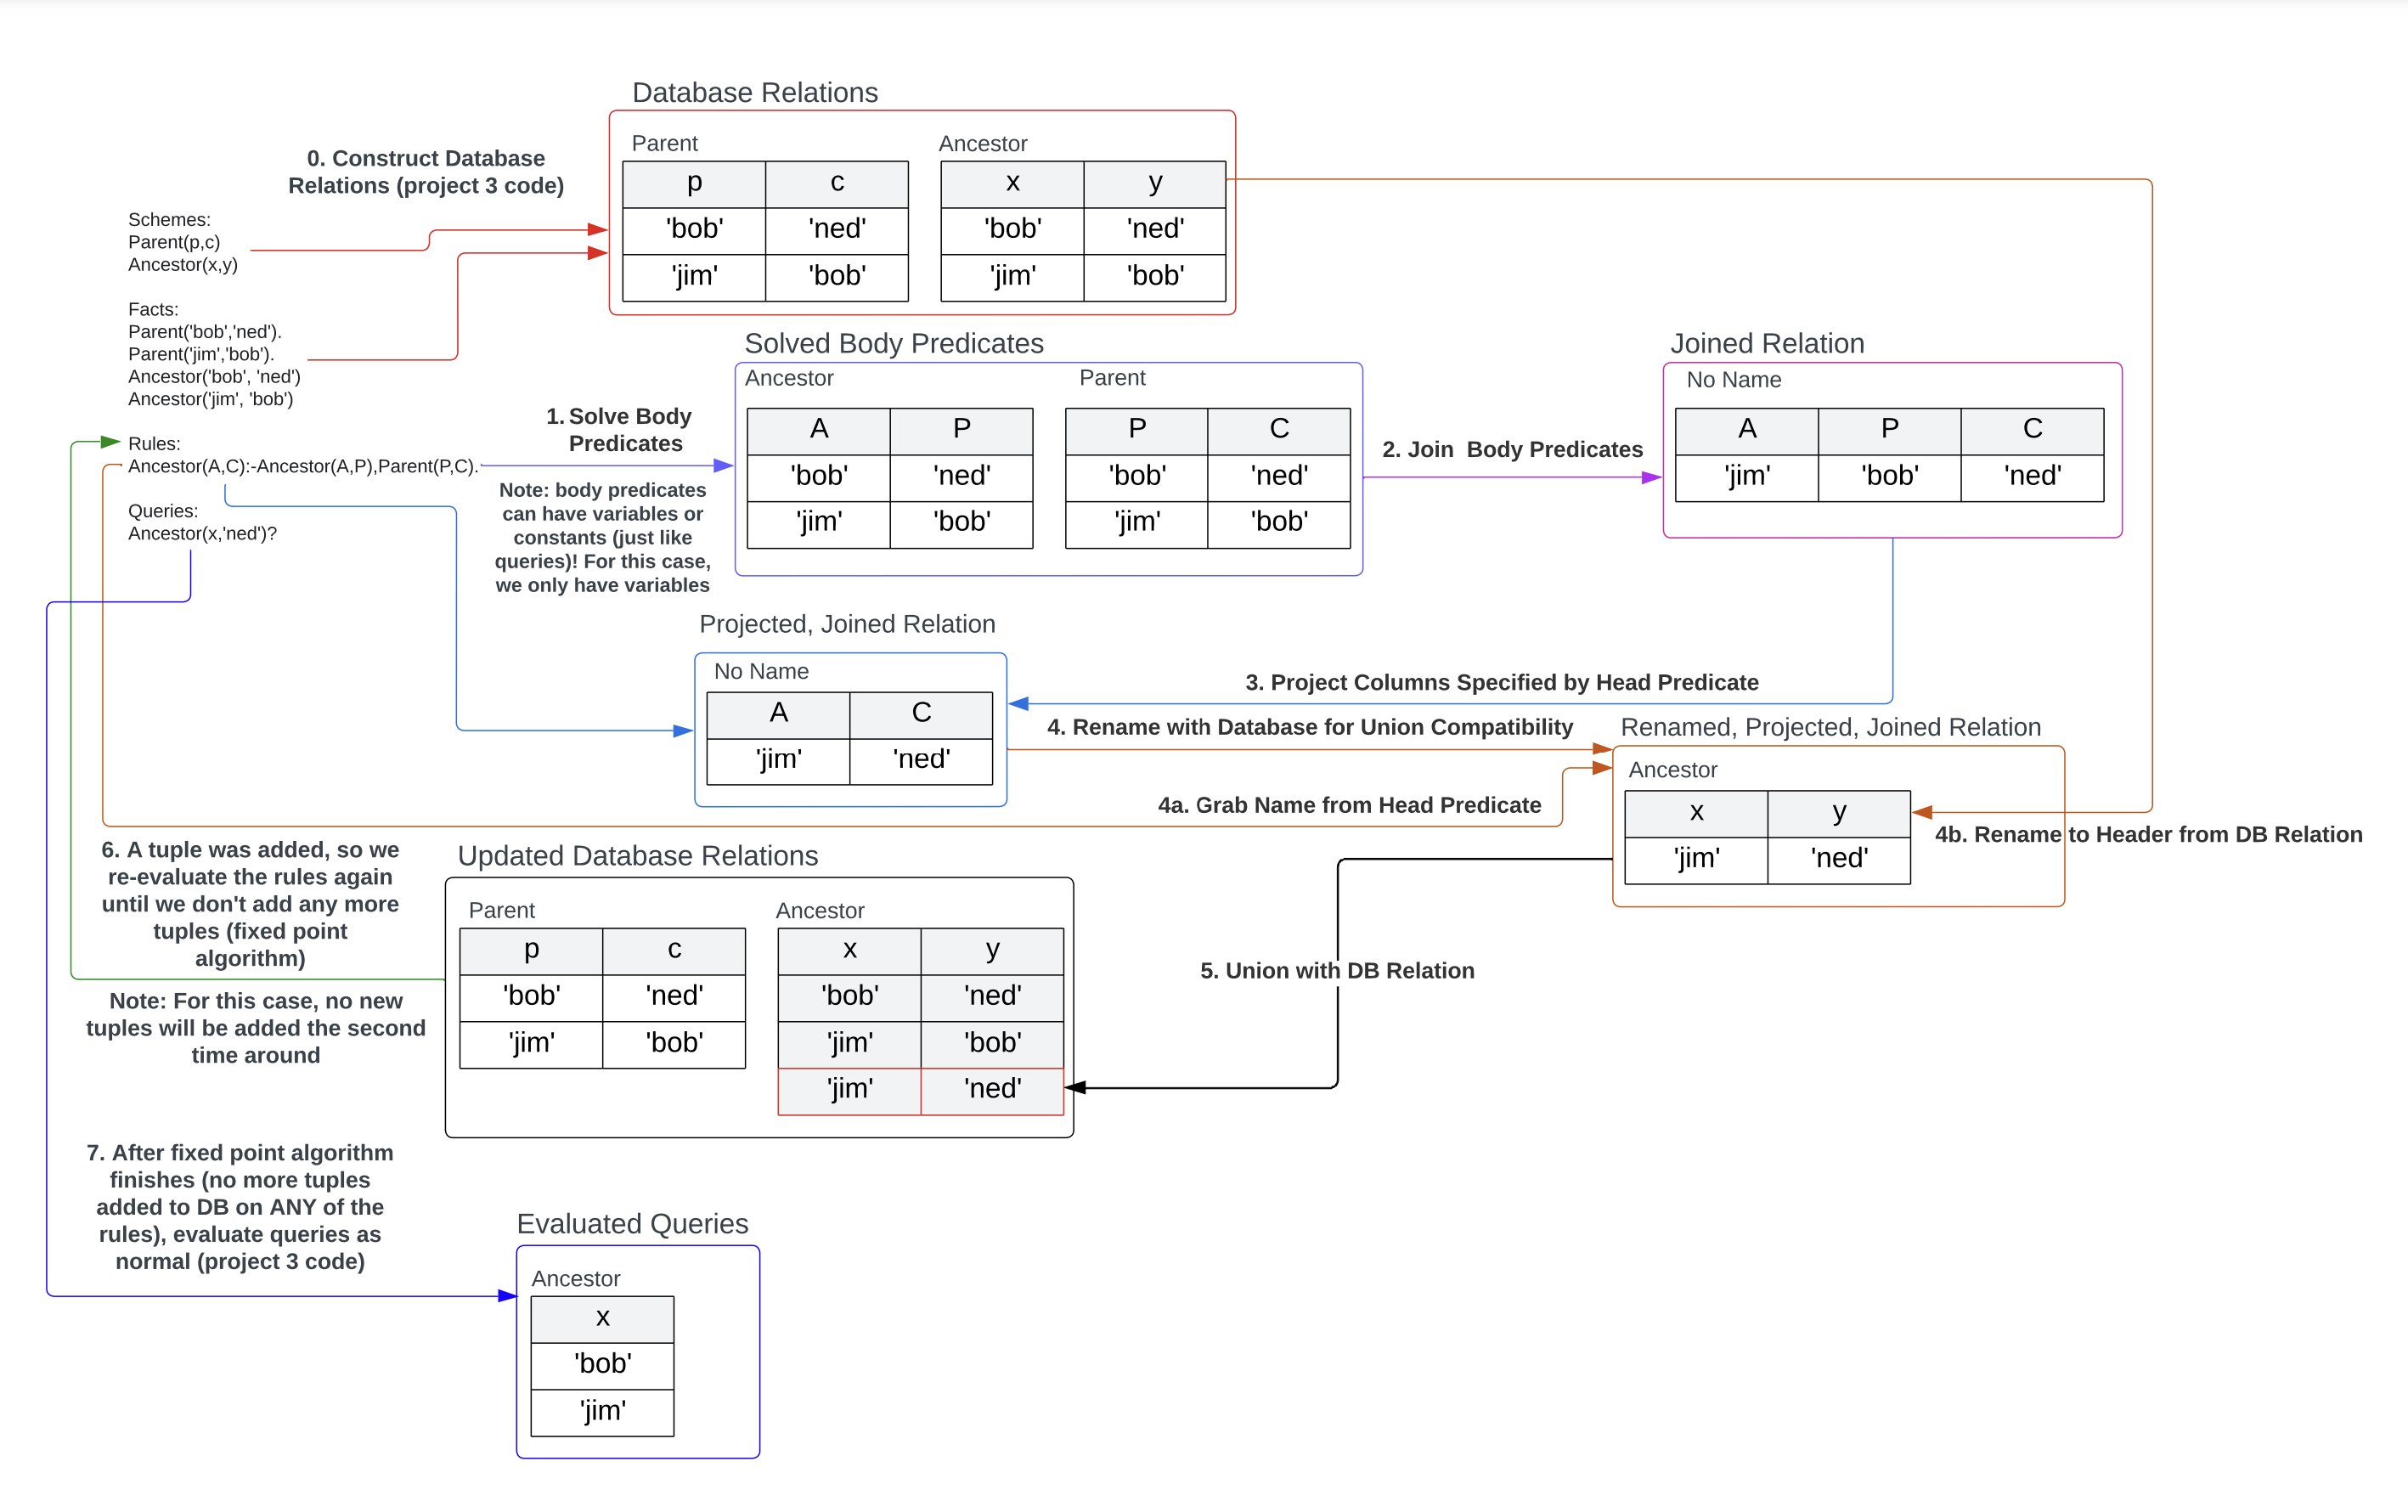 Database Relations
0. Construct Database
Relations (project 3 code)
Parent
p c
'bob' 'ned'
'jim' 'bob'
Ancestor
x y
'bob' 'ned'
'jim' 'bob'
Schemes:
Parent(p,c)
Ancestor(x,y)
Facts:
Parent('bob','ned').
Parent('jim','bob').
Ancestor('bob', 'ned')
Ancestor('jim', 'bob')
Rules:
Ancestor(A,C):-Ancestor(A,P),Parent(P,C).
Queries:
Ancestor(x,'ned')?
1. Solve Body
Predicates
Note: body predicates
can have variables or
constants (just like
queries)! For this case,
we only have variables
Solved Body Predicates
Ancestor
A P
'bob' 'ned'
'jim' 'bob'
Parent
P C
'bob' 'ned'
'jim' 'bob'
2. Join  Body Predicates
Joined Relation
No Name
A P C
'jim' 'bob' 'ned'
3. Project Columns Specified by Head Predicate
Projected, Joined Relation
No Name
A C
'jim' 'ned'
4. Rename with Database for Union Compatibility
4a. Grab Name from Head Predicate
Renamed, Projected, Joined Relation
Ancestor
x y
'jim' 'ned'
4b. Rename to Header from DB Relation
5. Union with DB Relation
Updated Database Relations
Parent
p c
'bob' 'ned'
'jim' 'bob'
Ancestor
x y
'bob' 'ned'
'jim' 'bob'
'jim' 'ned'
6. A tuple was added, so we
re-evaluate the rules again
until we don't add any more
tuples (fixed point
algorithm)
Note: For this case, no new
tuples will be added the second
time around
7. After fixed point algorithm
finishes (no more tuples
added to DB on ANY of the
rules), evaluate queries as
normal (project 3 code)
Evaluated Queries
Ancestor
x
'bob'
'jim'